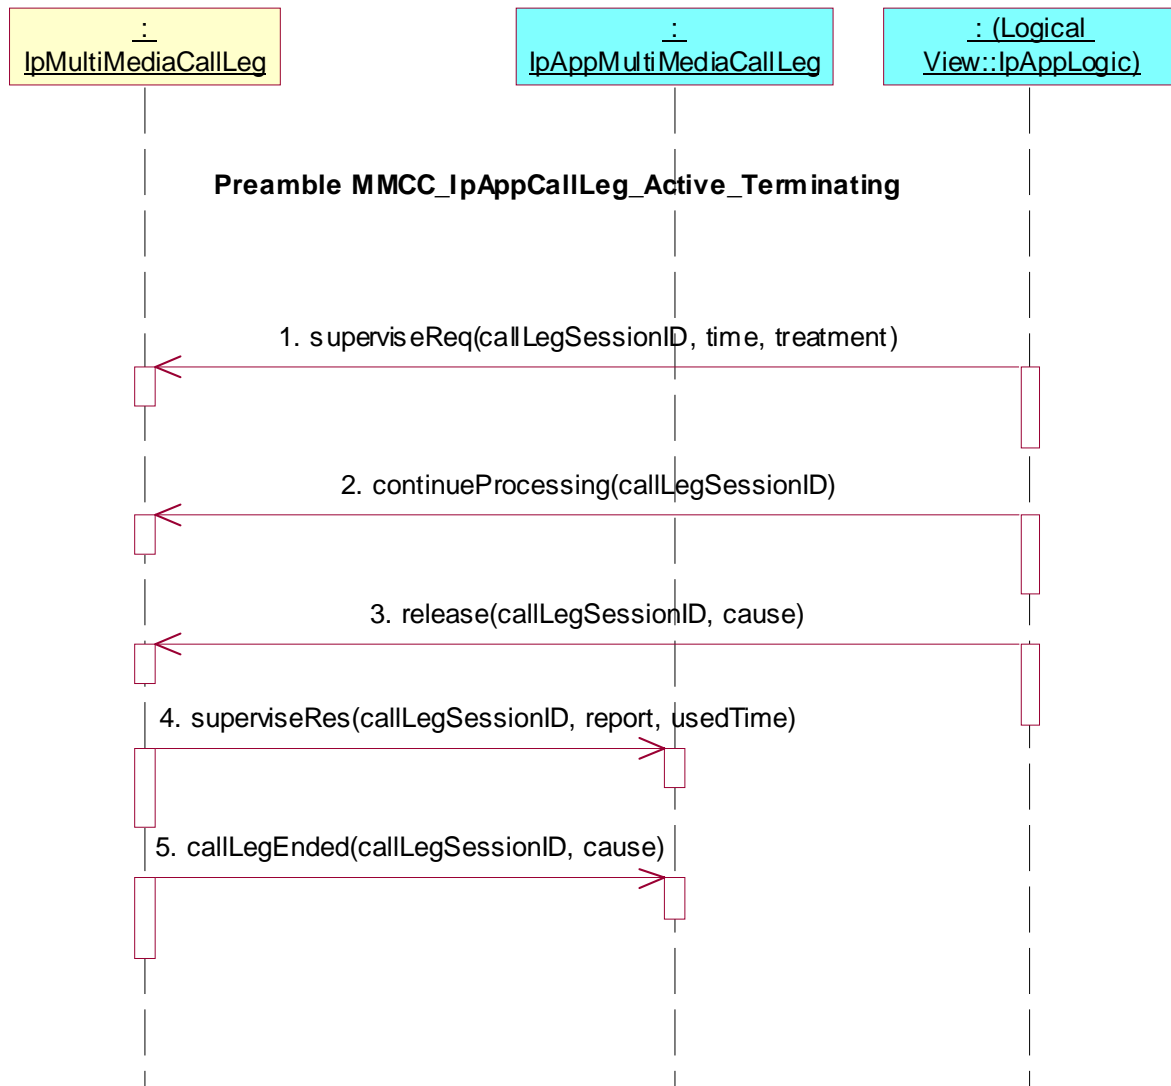 :
IpMultiMediaCallLeg
:
IpAppMultiMediaCallLeg
: (Logical
View::IpAppLogic)
Preamble MMCC_IpAppCallLeg_Active_Terminating
1. superviseReq(callLegSessionID, time, treatment)
2. continueProcessing(callLegSessionID)
3. release(callLegSessionID, cause)
4. superviseRes(callLegSessionID, report, usedTime)
5. callLegEnded(callLegSessionID, cause)